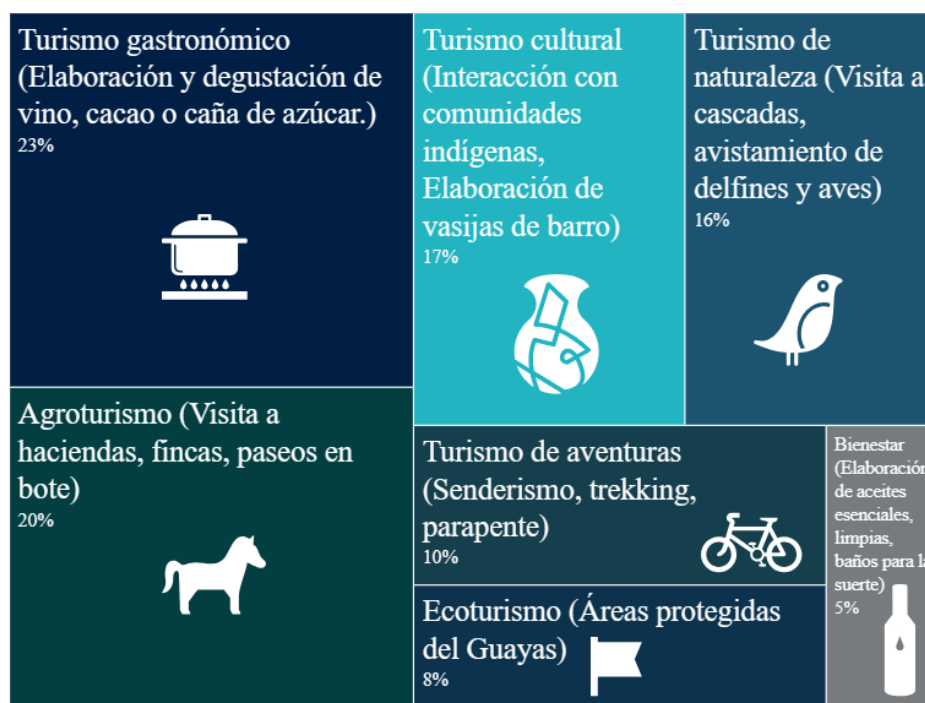 Turismo gastronómico
(Elaboración y degustación de
vino, cacao o caña de azúcar.)
23%
Turismo cultural
(Interacción con
comunidades
indígenas,
Elaboración de
vasijas de barro)
17%
Turismo de
naturaleza (Visita a
cascadas,
avistamiento de
delfines y aves)
16%
Agroturismo (Visita a
haciendas, fincas, paseos en
bote)
20%
Turismo de aventuras
(Senderismo, trekking,
parapente)
10%
Ecoturismo (Áreas protegidas
del Guayas)
8%
Bienestar
(Elaboración
de aceites
esenciales,
limpias,
baños para la
suerte)
5%